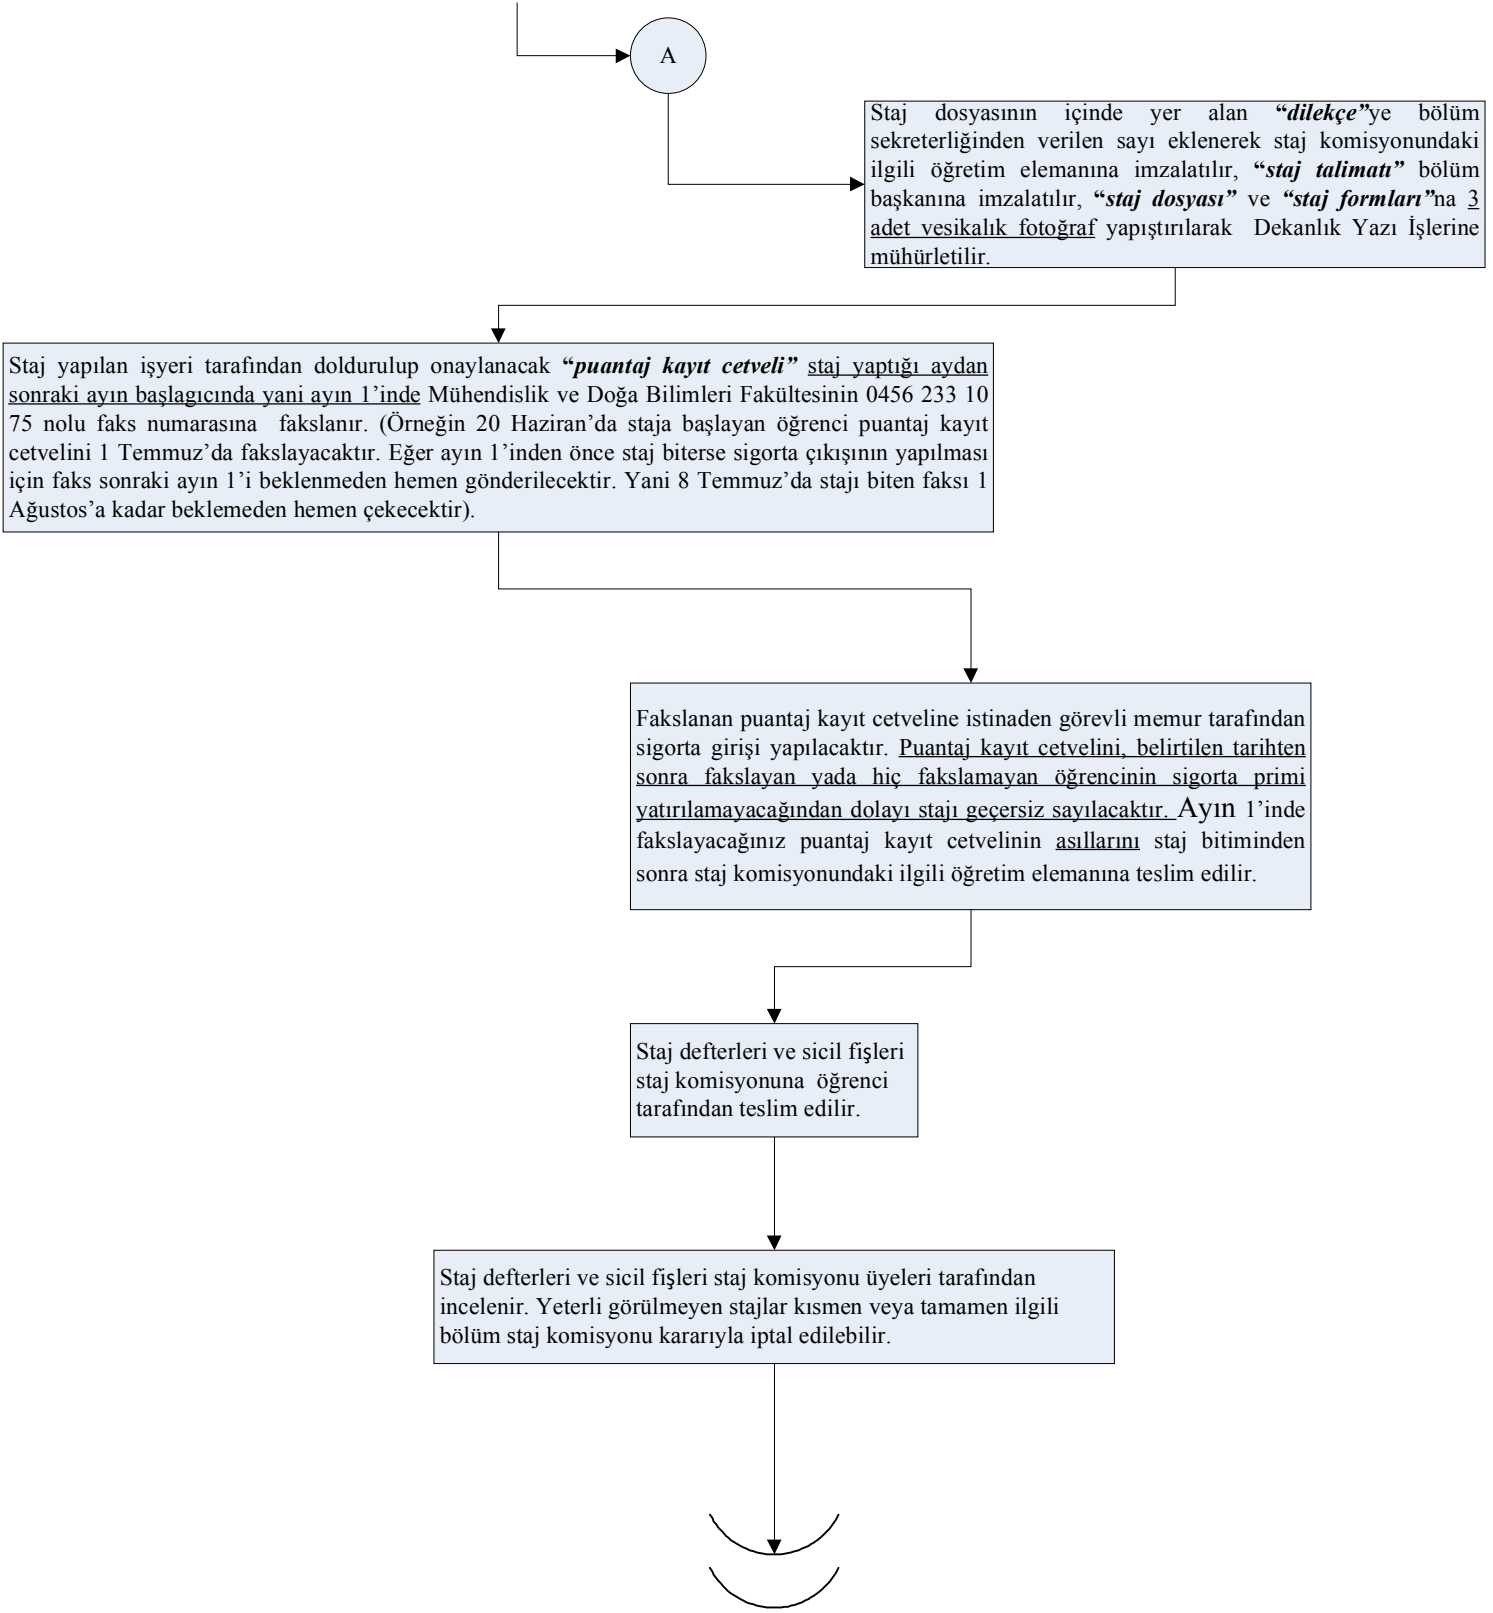 A
Staj dosyasının içinde yer alan “dilekçe”ye bölüm
sekreterliğinden verilen sayı eklenerek staj komisyonundaki
ilgili öğretim elemanına imzalatılır, “staj talimatı” bölüm
başkanına imzalatılır, “staj dosyası” ve “staj formları”na 3
adet vesikalık fotoğraf yapıştırılarak Dekanlık Yazı İşlerine
mühürletilir.
Staj yapılan işyeri tarafından doldurulup onaylanacak “puantaj kayıt cetveli” staj yaptığı aydan
sonraki ayın başlagıcında yani ayın 1’inde Mühendislik ve Doğa Bilimleri Fakültesinin 0456 233 10
75 nolu faks numarasına fakslanır. (Örneğin 20 Haziran’da staja başlayan öğrenci puantaj kayıt
cetvelini 1 Temmuz’da fakslayacaktır. Eğer ayın 1’inden önce staj biterse sigorta çıkışının yapılması
için faks sonraki ayın 1’i beklenmeden hemen gönderilecektir. Yani 8 Temmuz’da stajı biten faksı 1
Ağustos’a kadar beklemeden hemen çekecektir).
Fakslanan puantaj kayıt cetveline istinaden görevli memur tarafından
sigorta girişi yapılacaktır. Puantaj kayıt cetvelini, belirtilen tarihten
sonra fakslayan yada hiç fakslamayan öğrencinin sigorta primi
yatırılamayacağından dolayı stajı geçersiz sayılacaktır. Ayın 1’inde
fakslayacağınız puantaj kayıt cetvelinin asıllarını staj bitiminden
sonra staj komisyonundaki ilgili öğretim elemanına teslim edilir.
Staj defterleri ve sicil fişleri
staj komisyonuna öğrenci
tarafından teslim edilir.
Staj defterleri ve sicil fişleri staj komisyonu üyeleri tarafından
incelenir. Yeterli görülmeyen stajlar kısmen veya tamamen ilgili
bölüm staj komisyonu kararıyla iptal edilebilir.